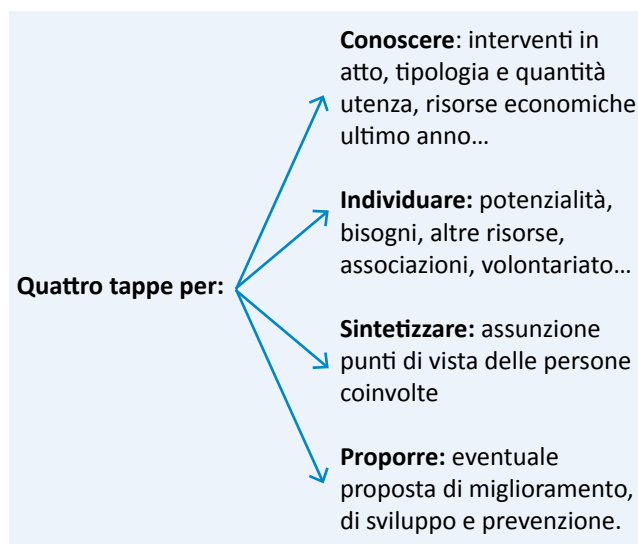 Conoscere: interventi in
atto, tipologia e quantità
utenza, risorse economiche
ultimo anno…
Individuare: potenzialità,
bisogni, altre risorse,
associazioni, volontariato…
Quattro tappe per:
Sintetizzare: assunzione
punti di vista delle persone
coinvolte
Proporre: eventuale
proposta di miglioramento,
di sviluppo e prevenzione.